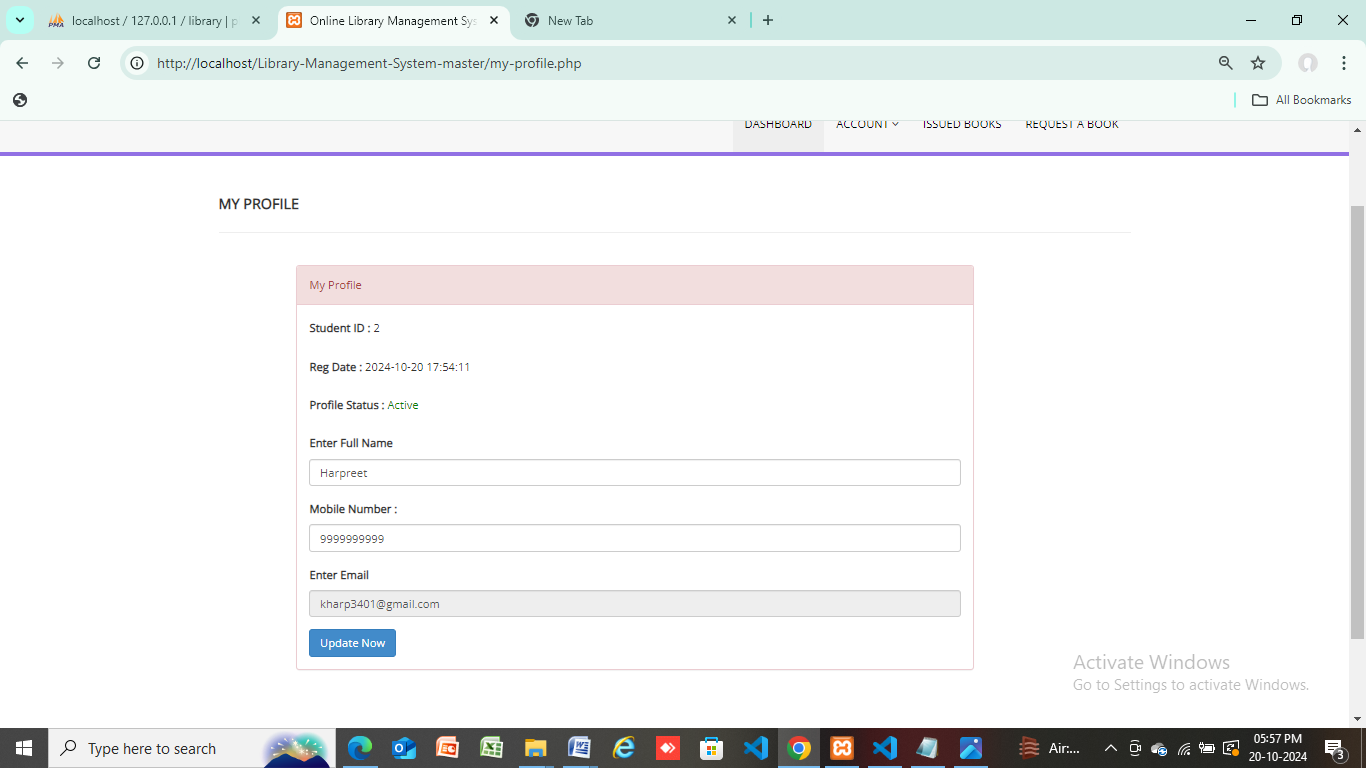 localhost / 127.0.0.1 / library | p
Online Library Management Sys
New Tab
http://localhost/Library-Management-System-master/my-profile.php
All Bookmarks
DASHBOARD ACCOUNT ISSUED BOOKS REQUEST A BOOK
MY PROFILE
My Profile
Student ID : 2
Reg Date : 2024-10-20 17:54:11
Profile Status : Active
Enter Full Name
Harpreet
Mobile Number :
9999999999
Enter Email
kharp3401@gmail.com
Update Now
Activate Windows
Go to Settings to activate Windows.
Type here to search
Air:...
05:57 PM
20-10-2024
3